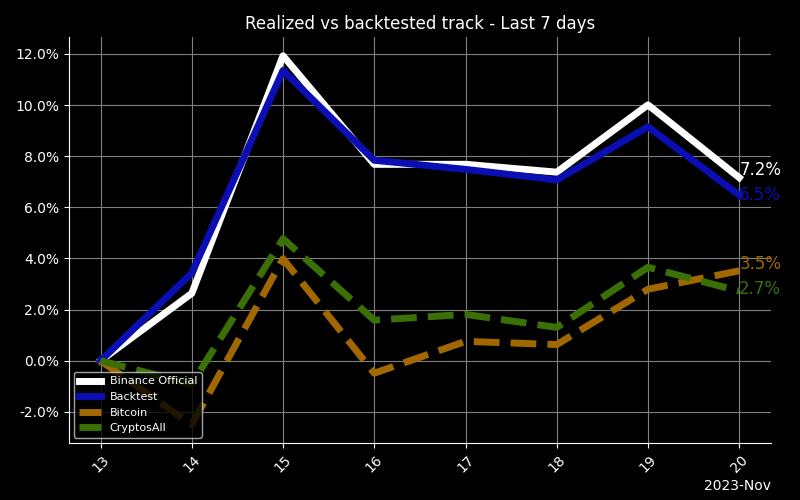 Realized vs backtested track - Last 7 days
12.0%
10.0%
8.0%
6.0%
4.0%
2.0%
0.0%
-2.0%
7.2%
6.5%
3.5%
2.7%
Binance Official
Backtest
Bitcoin
CryptosAll
13 14 15 16 17 18 19 20
2023-Nov